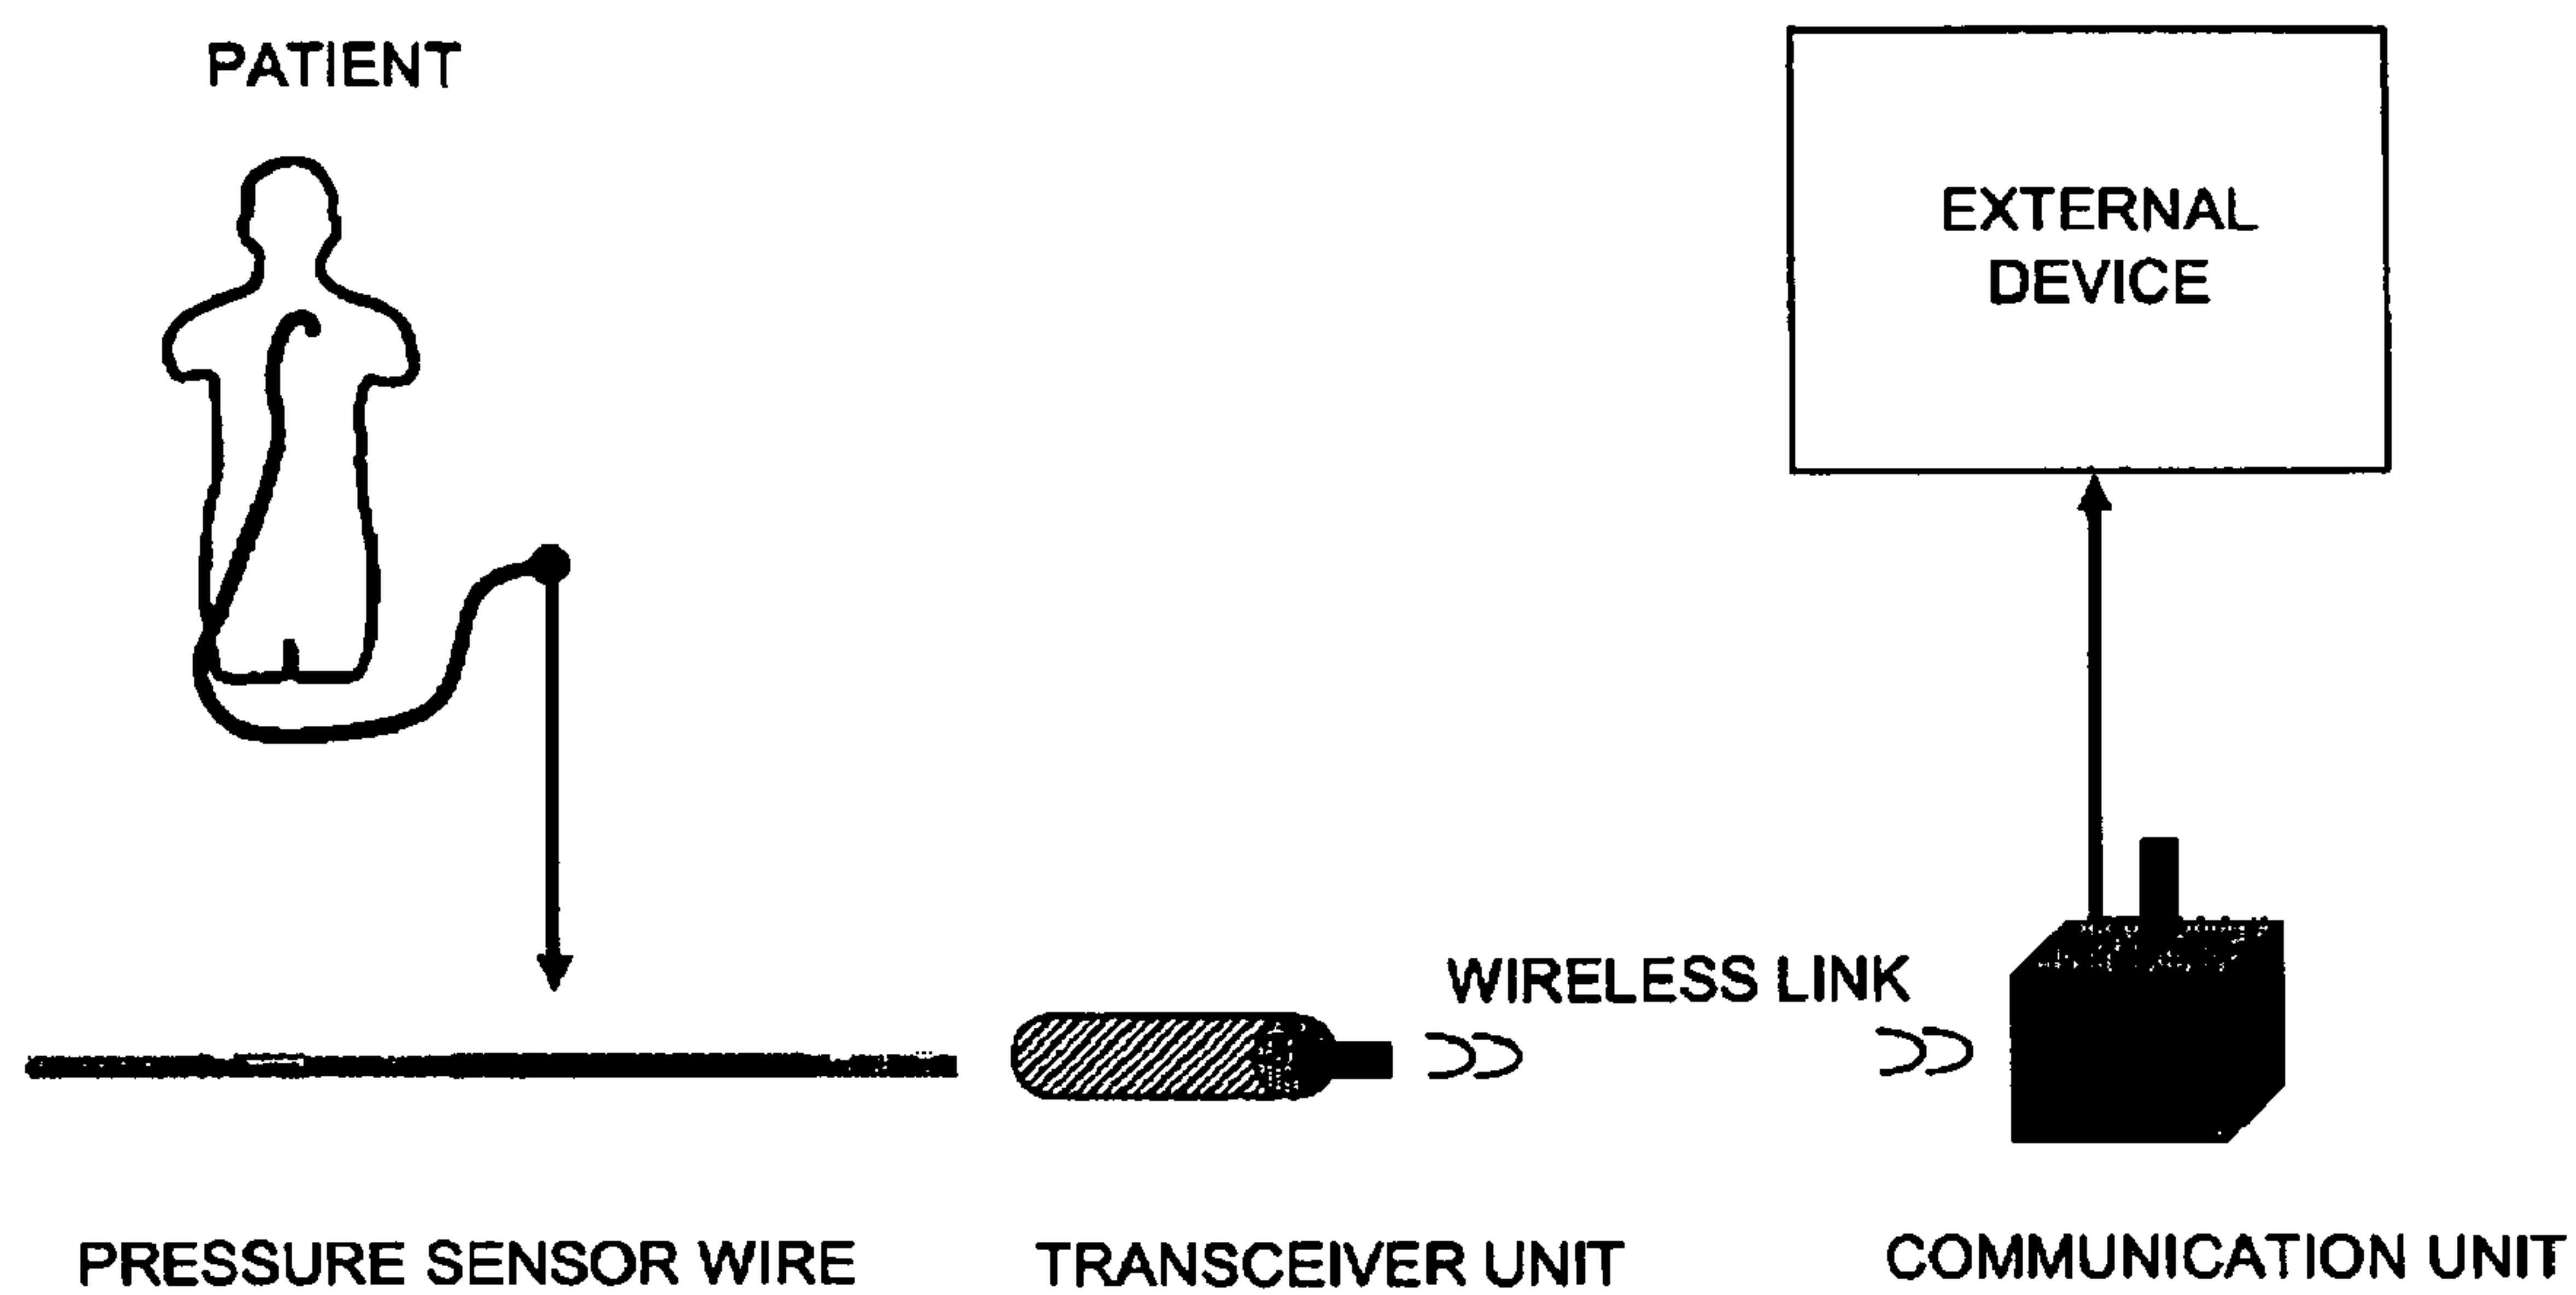 PATIENT
EXTERNAL
DEVICE
WIRELESS LINK
PRESSURE SENSOR WIRE
TRANSCEIVER UNIT
COMMUNICATION UNIT